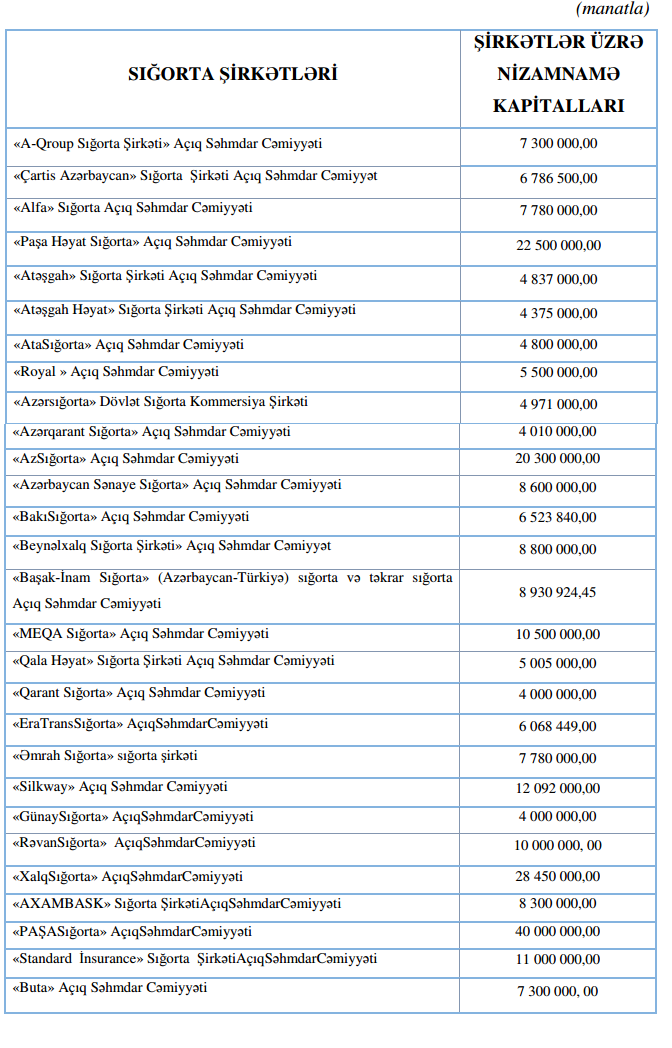 (manatla)
SIĞORTA ŞİRKƏTLƏRİ
ŞİRKƏTLƏR ÜZRƏ
NİZAMNAMƏ
KAPİTALLARI
«A-Qroup Sığorta Şirkəti» Açıq Səhmdar Cəmiyyəti 7 300 000,00
«Çartis Azərbaycan» Sığorta Şirkəti Açıq Səhmdar Cəmiyyət 6 786 500,00
«Alfa» Sığorta Açıq Səhmdar Cəmiyyəti 7 780 000,00
«Paşa Həyat Sığorta» Açıq Səhmdar Cəmiyyəti 22 500 000,00
«Atəşgah» Sığorta Şirkəti Açıq Səhmdar Cəmiyyəti 4 837 000,00
«Atəşgah Həyat» Sığorta Şirkəti Açıq Səhmdar Cəmiyyəti 4 375 000,00
«AtaSığorta» Açıq Səhmdar Cəmiyyəti 4 800 000,00
«Royal » Açıq Səhmdar Cəmiyyəti 5 500 000,00
«Azərsığorta» Dövlət Sığorta Kommersiya Şirkəti 4 971 000,00
«Azərqarant Sığorta» Açıq Səhmdar Cəmiyyəti 4 010 000,00
«AzSığorta» Açıq Səhmdar Cəmiyyəti 20 300 000,00
«Azərbaycan Sənaye Sığorta» Açıq Səhmdar Cəmiyyəti 8 600 000,00
«BakıSığorta» Açıq Səhmdar Cəmiyyəti 6 523 840,00
«Beynəlxalq Sığorta Şirkəti» Açıq Səhmdar Cəmiyyət 8 800 000,00
«Başak-İnam Sığorta» (Azərbaycan-Türkiyə) sığorta və təkrar sığorta
Açıq Səhmdar Cəmiyyəti 8 930 924,45
«MEQA Sığorta» Açıq Səhmdar Cəmiyyəti 10 500 000,00
«Qala Həyat» Sığorta Şirkəti Açıq Səhmdar Cəmiyyəti 5 005 000,00
«Qarant Sığorta» Açıq Səhmdar Cəmiyyəti 4 000 000,00
«EraTransSığorta» AçıqSəhmdarCəmiyyəti 6 068 449,00
«Əmrah Sığorta» sığorta şirkəti 7 780 000,00
«Silkway» Açıq Səhmdar Cəmiyyəti 12 092 000,00
«GünaySığorta» AçıqSəhmdarCəmiyyəti 4 000 000,00
«RəvanSığorta» AçıqSəhmdarCəmiyyəti 10 000 000, 00
«XalqSığorta» AçıqSəhmdarCəmiyyəti 28 450 000,00
«AXAMBASK» Sığorta ŞirkətiAçıqSəhmdarCəmiyyəti 8 300 000,00
«PAŞASığorta» AçıqSəhmdarCəmiyyəti 40 000 000,00
«Standard İnsurance» Sığorta ŞirkətiAçıqSəhmdarCəmiyyəti 11 000 000,00
«Buta» Açıq Səhmdar Cəmiyyəti 7 300 000, 00